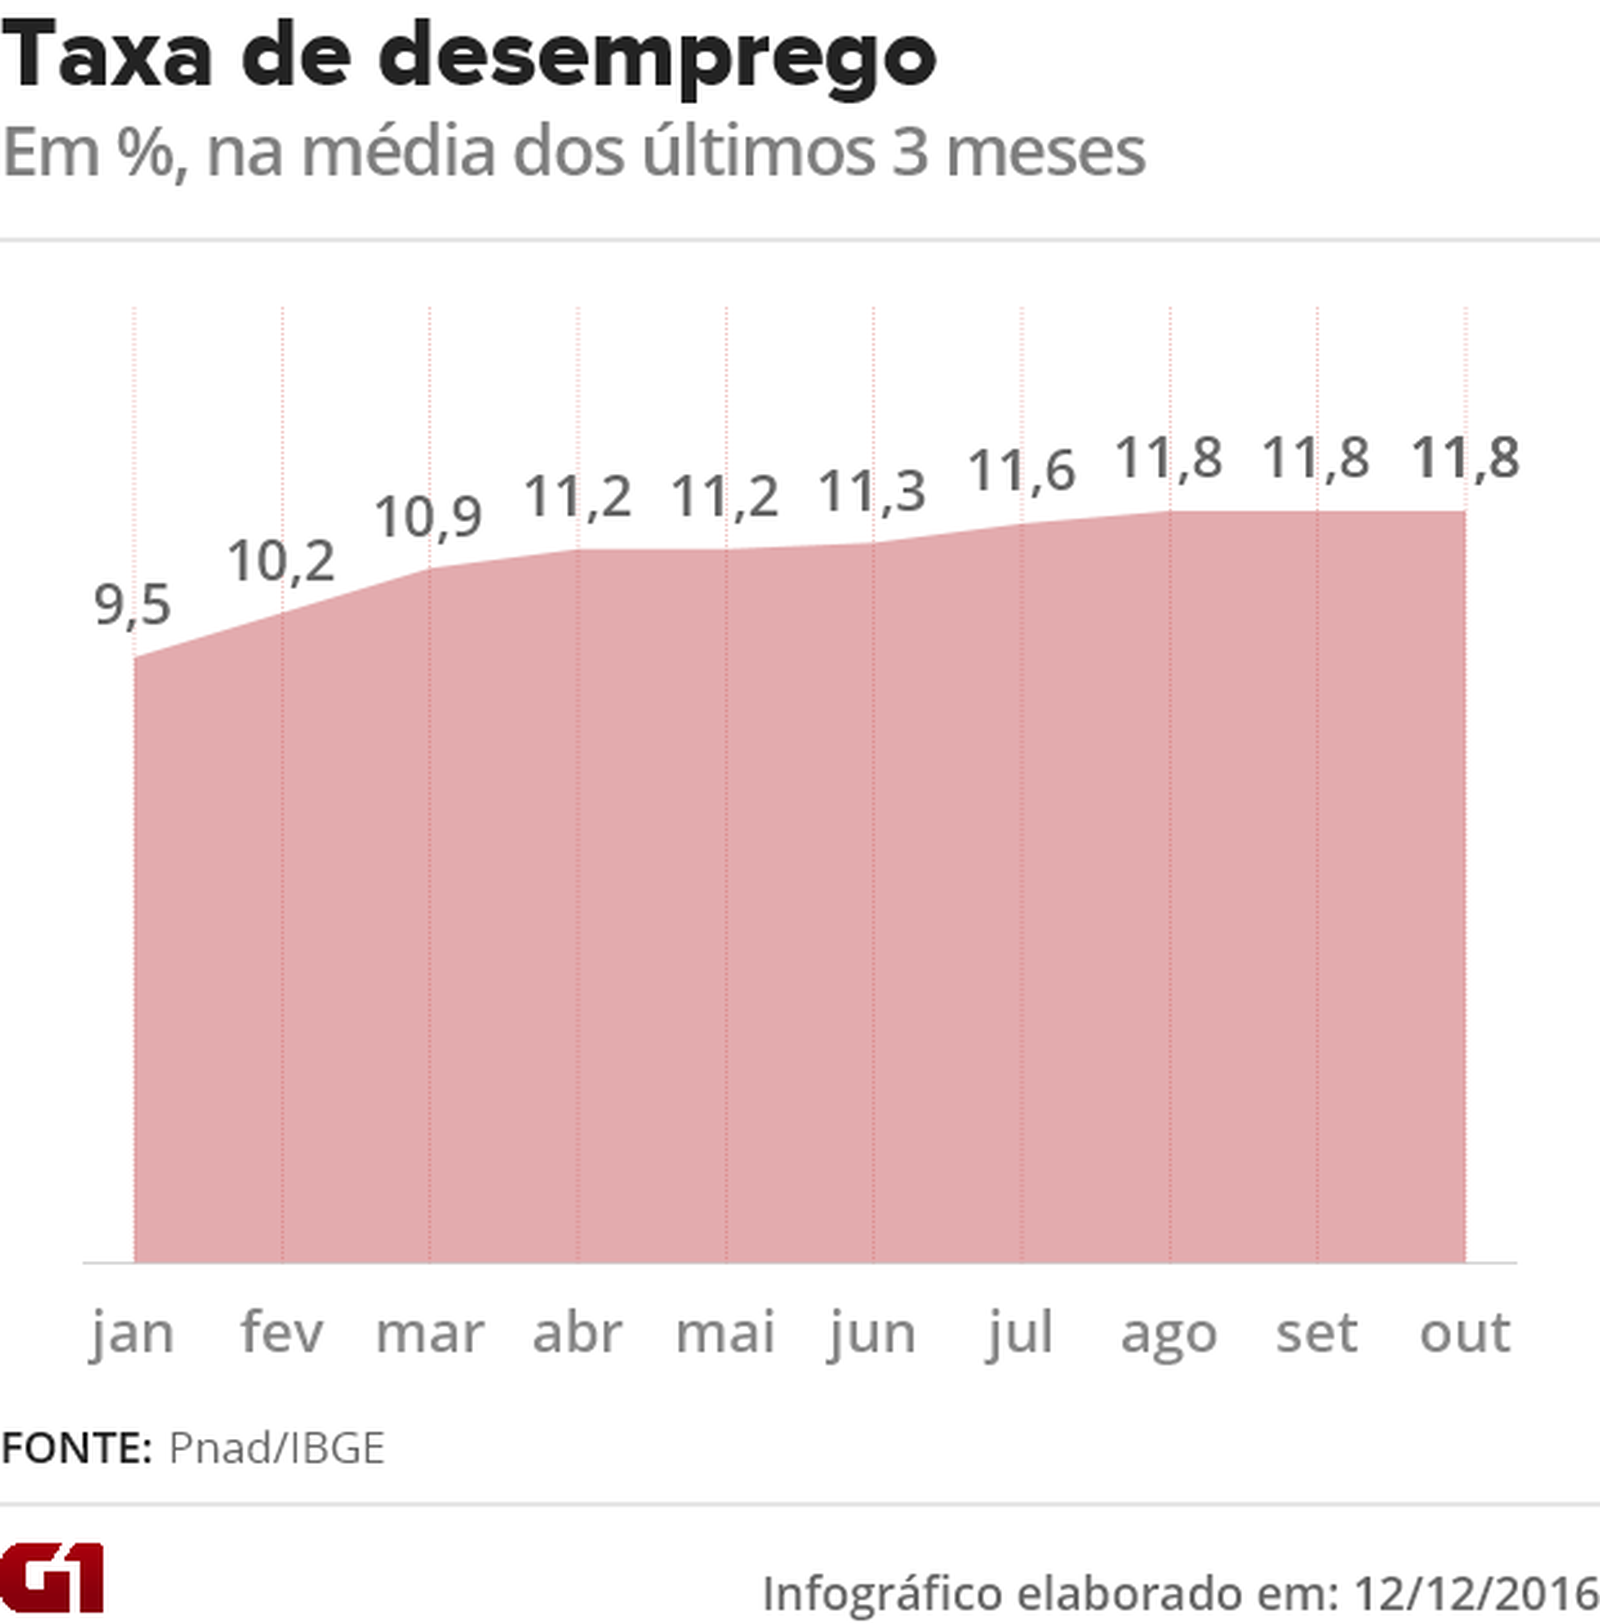 Taxa de desemprego
Em %, na média dos últimos 3 meses
9,5 10,2 10,9 11,2 11,2 11,3 11,6 11,8 11,8 11,8
jan fev mar abr mai jun jul ago set out
FONTE: Pnad/IBGE
G1
Infográfico elaborado em: 12/12/2016